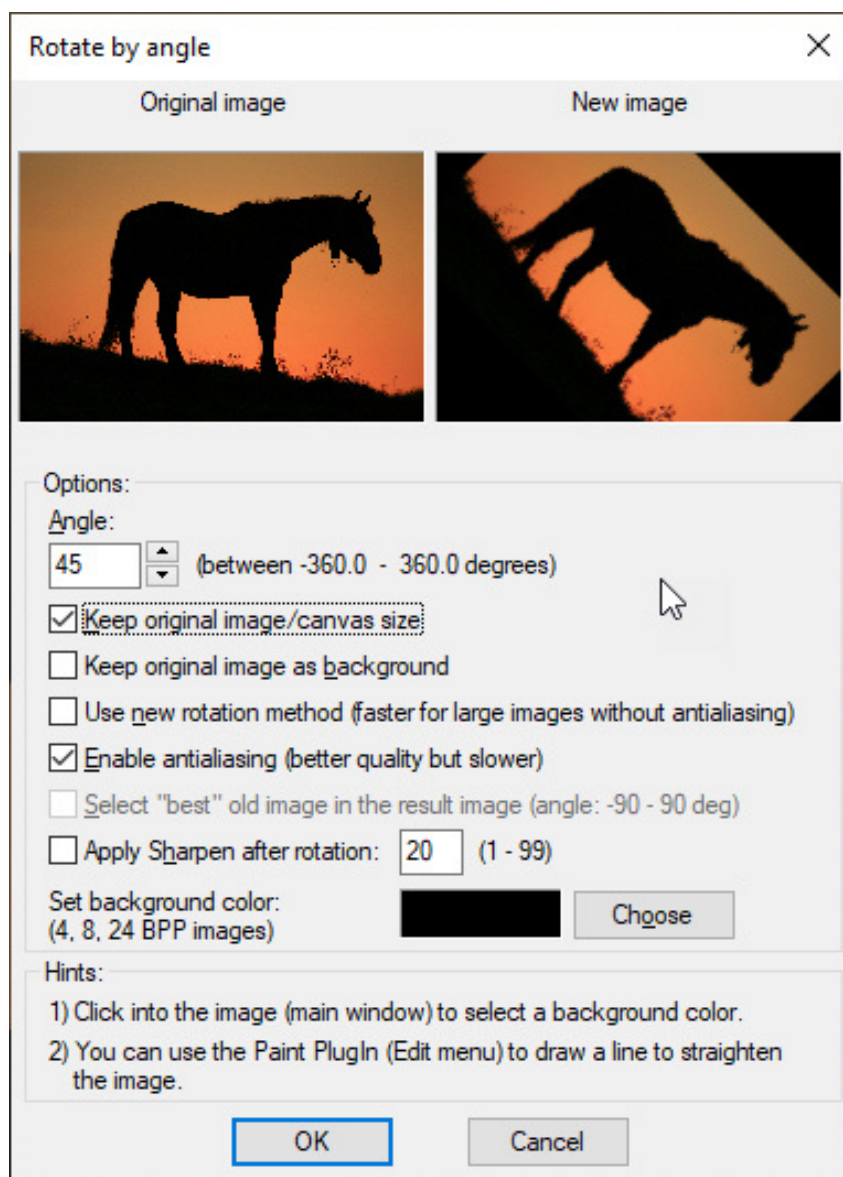 Rotate by angle
Original image
New image
Options:
Angle:
45
(between -360.0 - 360.0 degrees)
Keep original image/canvas size
Keep original image as background
Use new rotation method (faster for large images without antialiasing)
Enable antialiasing (better quality but slower)
Select "best" old image in the result image (angle: -90 - 90 deg)
Apply Sharpen after rotation:
20
(1 - 99)
Set background color:
(4, 8, 24 BPP images)
Choose
Hints:
1) Click into the image (main window) to select a background color.
2) You can use the Paint PlugIn (Edit menu) to draw a line to straighten
the image.
OK
Cancel